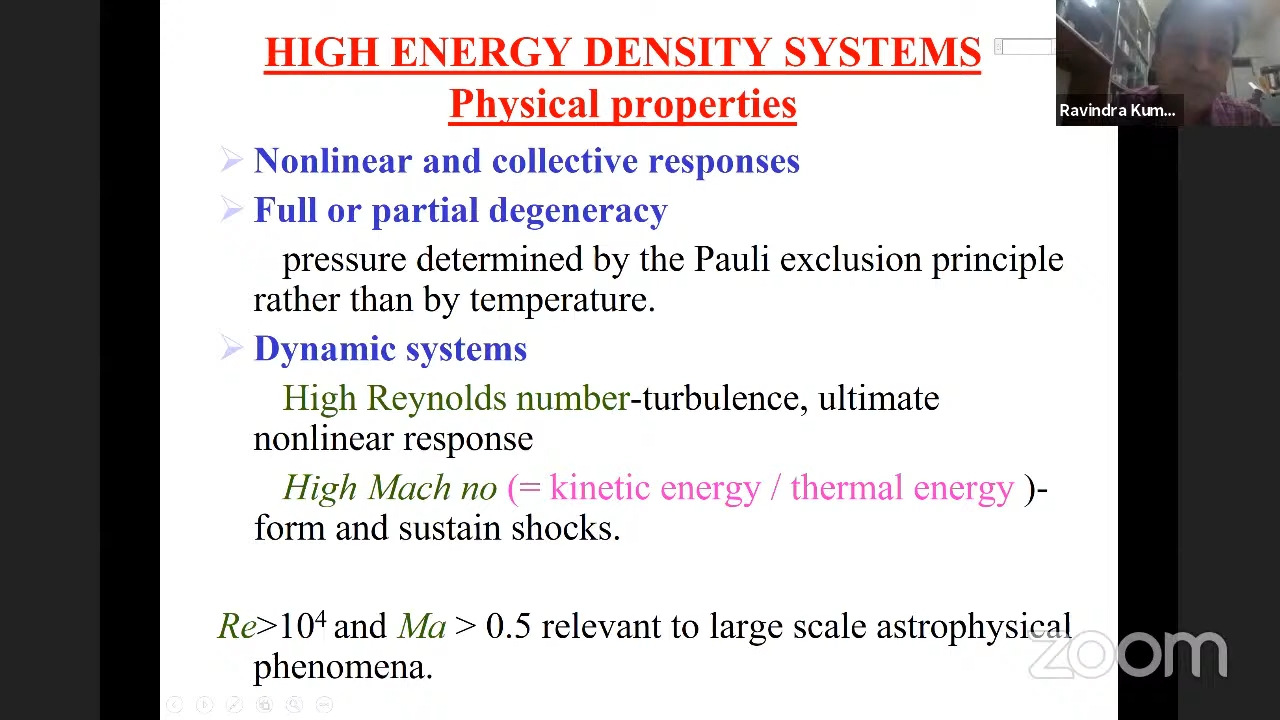 HIGH ENERGY DENSITY SYSTEMS
Physical properties
Ravindra Kum...
Nonlinear and collective responses
Full or partial degeneracy
pressure determined by the Pauli exclusion principle
rather than by temperature.
Dynamic systems
High Reynolds number-turbulence, ultimate
nonlinear response
High Mach no (= kinetic energy / thermal energy )-
form and sustain shocks.
Re>10⁴ and Ma > 0.5 relevant to large scale astrophysical
phenomena.
zoom